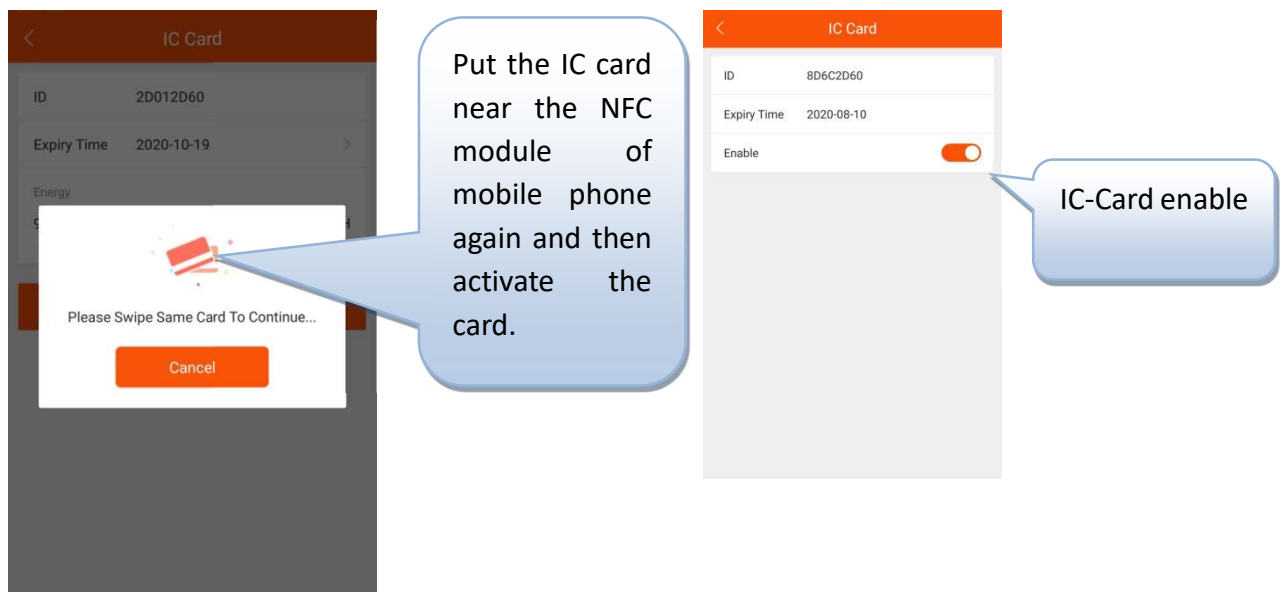 IC Card
ID 2D012D60
Expiry Time 2020-10-19
Energy
Please Swipe Same Card To Continue...
Cancel
Put the IC card
near the NFC
module of
mobile phone
again and then
activate the
card.
IC Card
ID 8D6C2D60
Expiry Time 2020-08-10
Enable
IC-Card enable